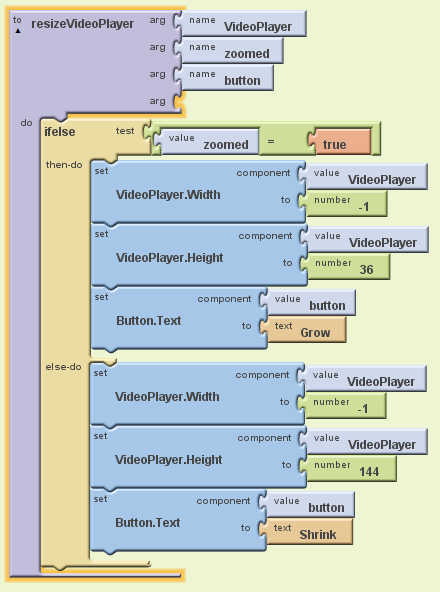 to resizeVideoPlayer arg name VideoPlayer
arg name zoomed
arg name button
arg
do ifelse test value zoomed = true
then-do set VideoPlayer.Width component value VideoPlayer
to number -1
set VideoPlayer.Height component value VideoPlayer
to number 36
set Button.Text component value button
to text Grow
else-do set VideoPlayer.Width component value VideoPlayer
to number -1
set VideoPlayer.Height component value VideoPlayer
to number 144
set Button.Text component value button
to text Shrink